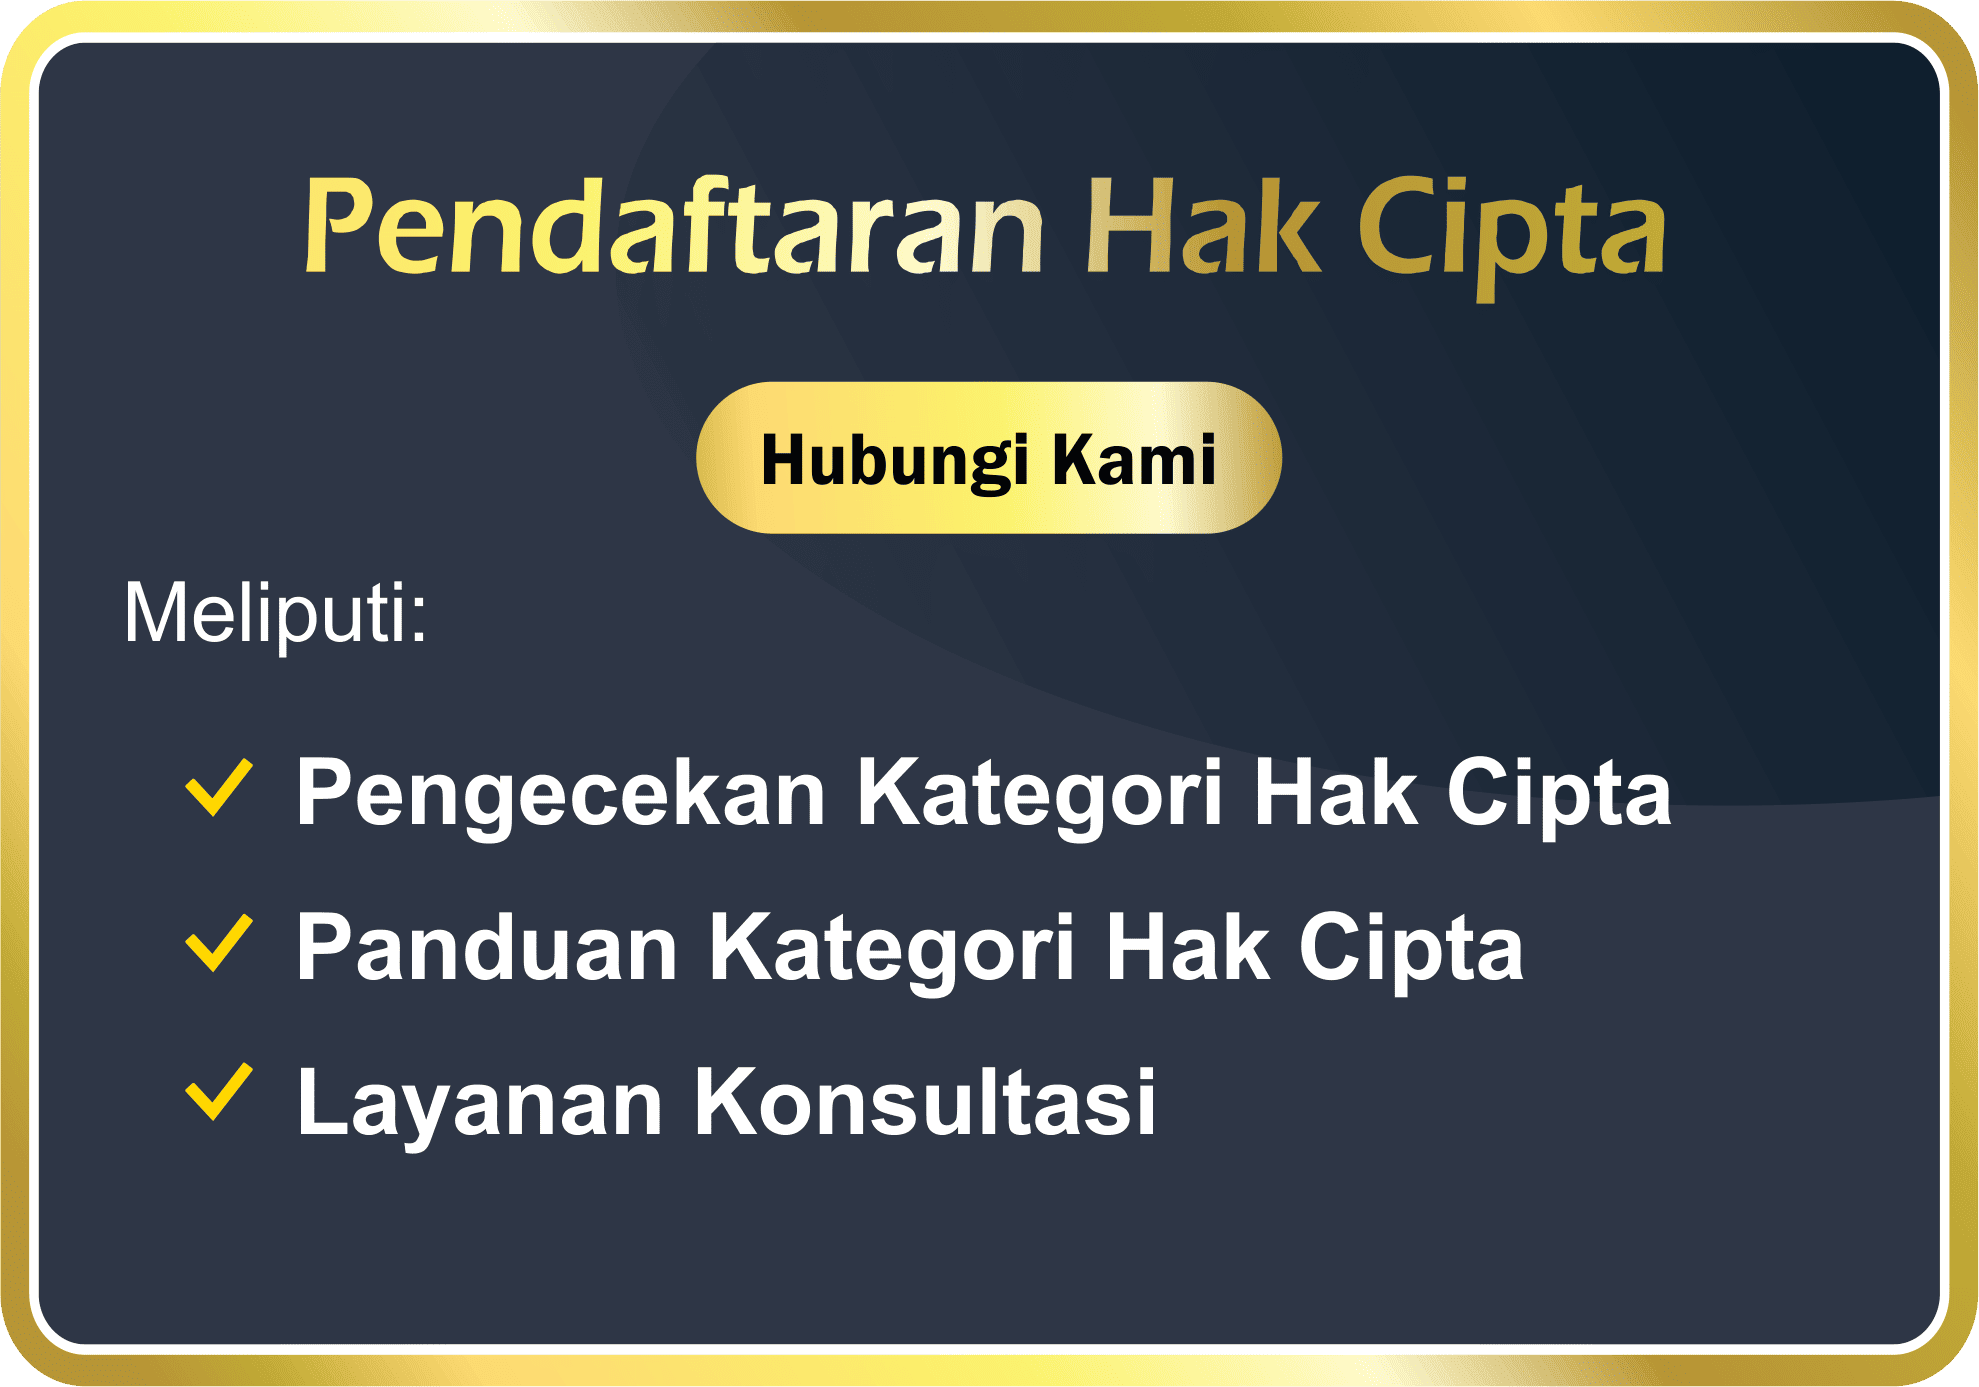 Pendaftaran Hak Cipta
Hubungi Kami
Meliputi:
Pengecekan Kategori Hak Cipta
Panduan Kategori Hak Cipta
Layanan Konsultasi